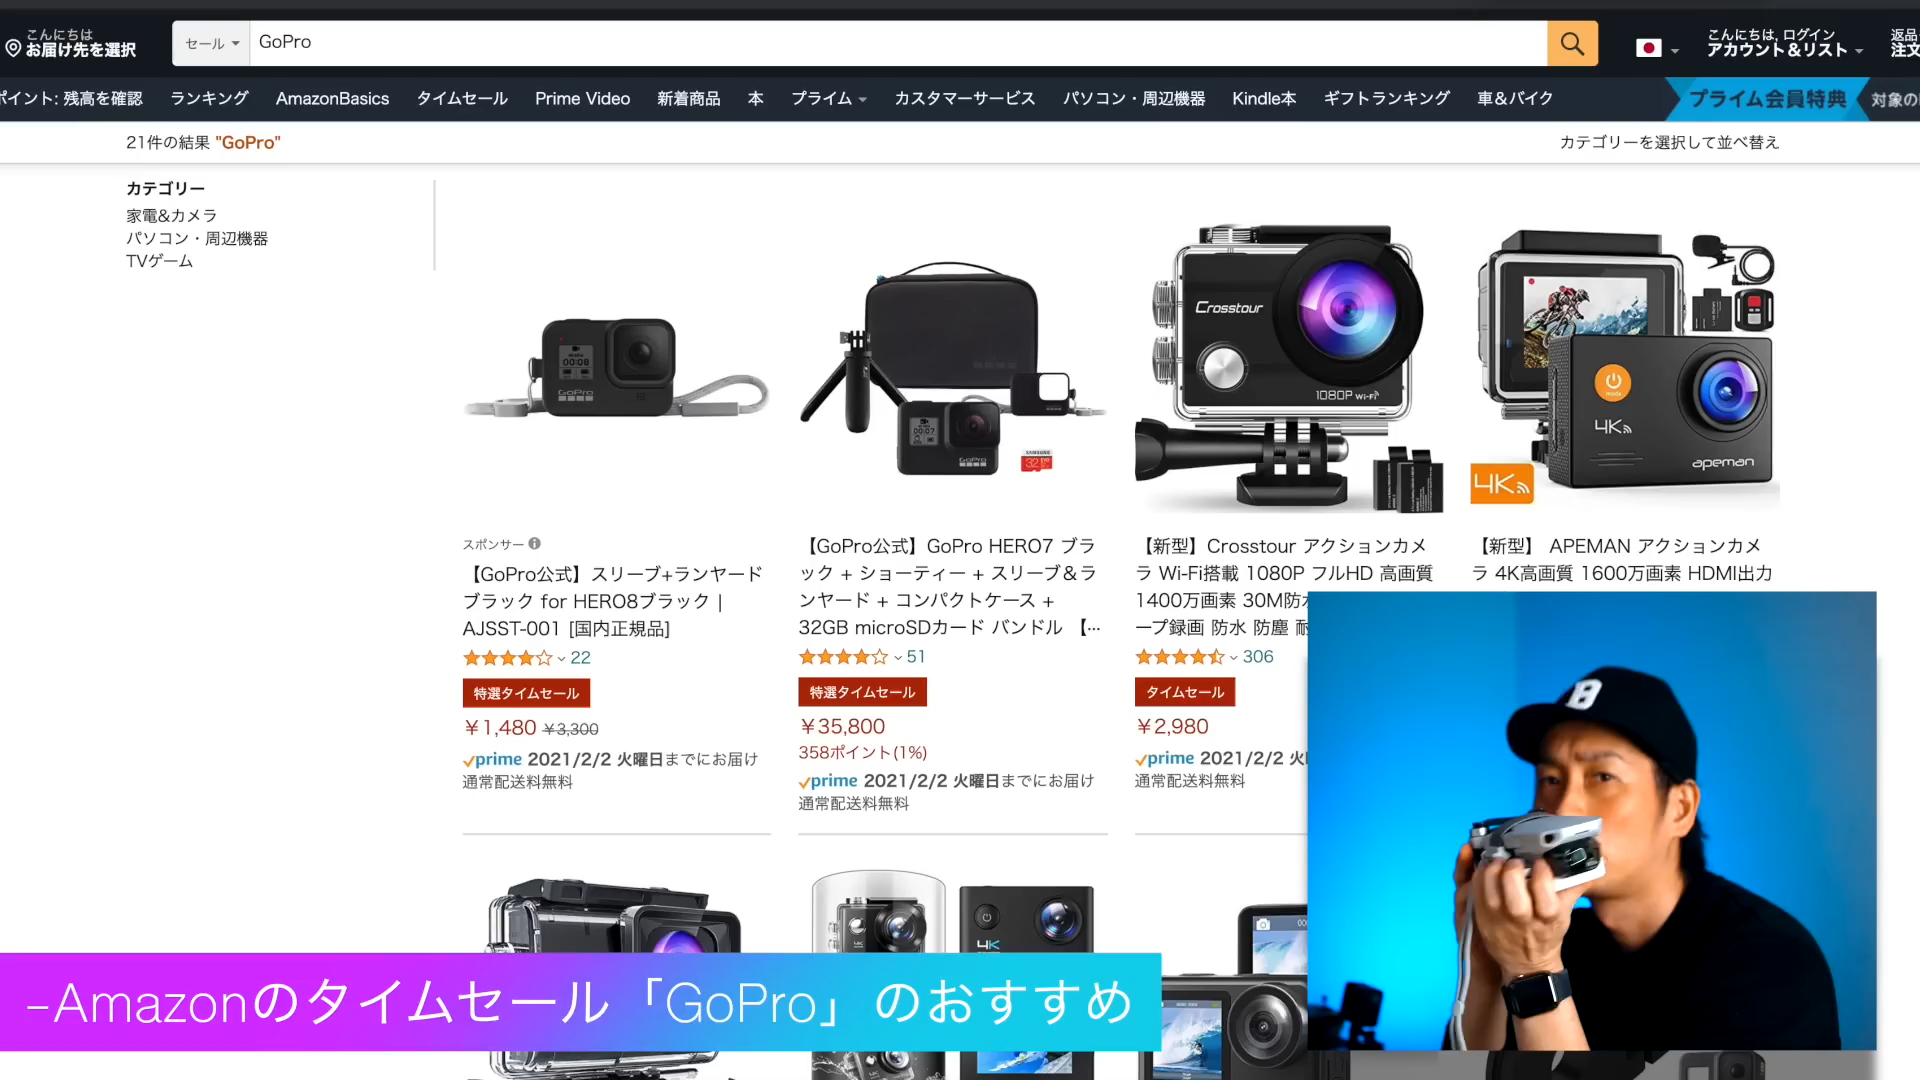 こんにちは
お届け先を選択
セール
GoPro
こんにちは, ログイン
アカウント&リスト
返品
注文
ポイント: 残高を確認
ランキング
AmazonBasics
タイムセール
Prime Video
新着商品
本
プライム
カスタマーサービス
パソコン・周辺機器
Kindle本
ギフトランキング
車&バイク
プライム会員特典
対象の
21件の結果 "GoPro"
カテゴリーを選択して並べ替え
カテゴリー
家電&カメラ
パソコン・周辺機器
TVゲーム
00:08
GoPro
00:07
GoPro
SAMSUNG
32
Crosstour
1080P Wi-Fi
mode
4K
apeman
4K
スポンサー
【GoPro公式】スリーブ+ランヤード
ブラック for HERO8ブラック |
AJSST-001 [国内正規品]
22
特選タイムセール
¥1,480 ¥3,300
prime 2021/2/2 火曜日までにお届け
通常配送料無料
【GoPro公式】GoPro HERO7 ブラ
ック + ショーティー + スリーブ&ラ
ンヤード + コンパクトケース +
32GB microSDカード バンドル 【…
51
特選タイムセール
¥35,800
358ポイント(1%)
prime 2021/2/2 火曜日までにお届け
通常配送料無料
【新型】Crosstour アクションカメ
ラ Wi-Fi搭載 1080P フルHD 高画質
1400万画素 30M防水
ープ録画 防水 防塵 耐
306
タイムセール
¥2,980
prime 2021/2/2 火
通常配送料無料
【新型】 APEMAN アクションカメ
ラ 4K高画質 1600万画素 HDMI出力
B
4K
–Amazonのタイムセール「GoPro」のおすすめ